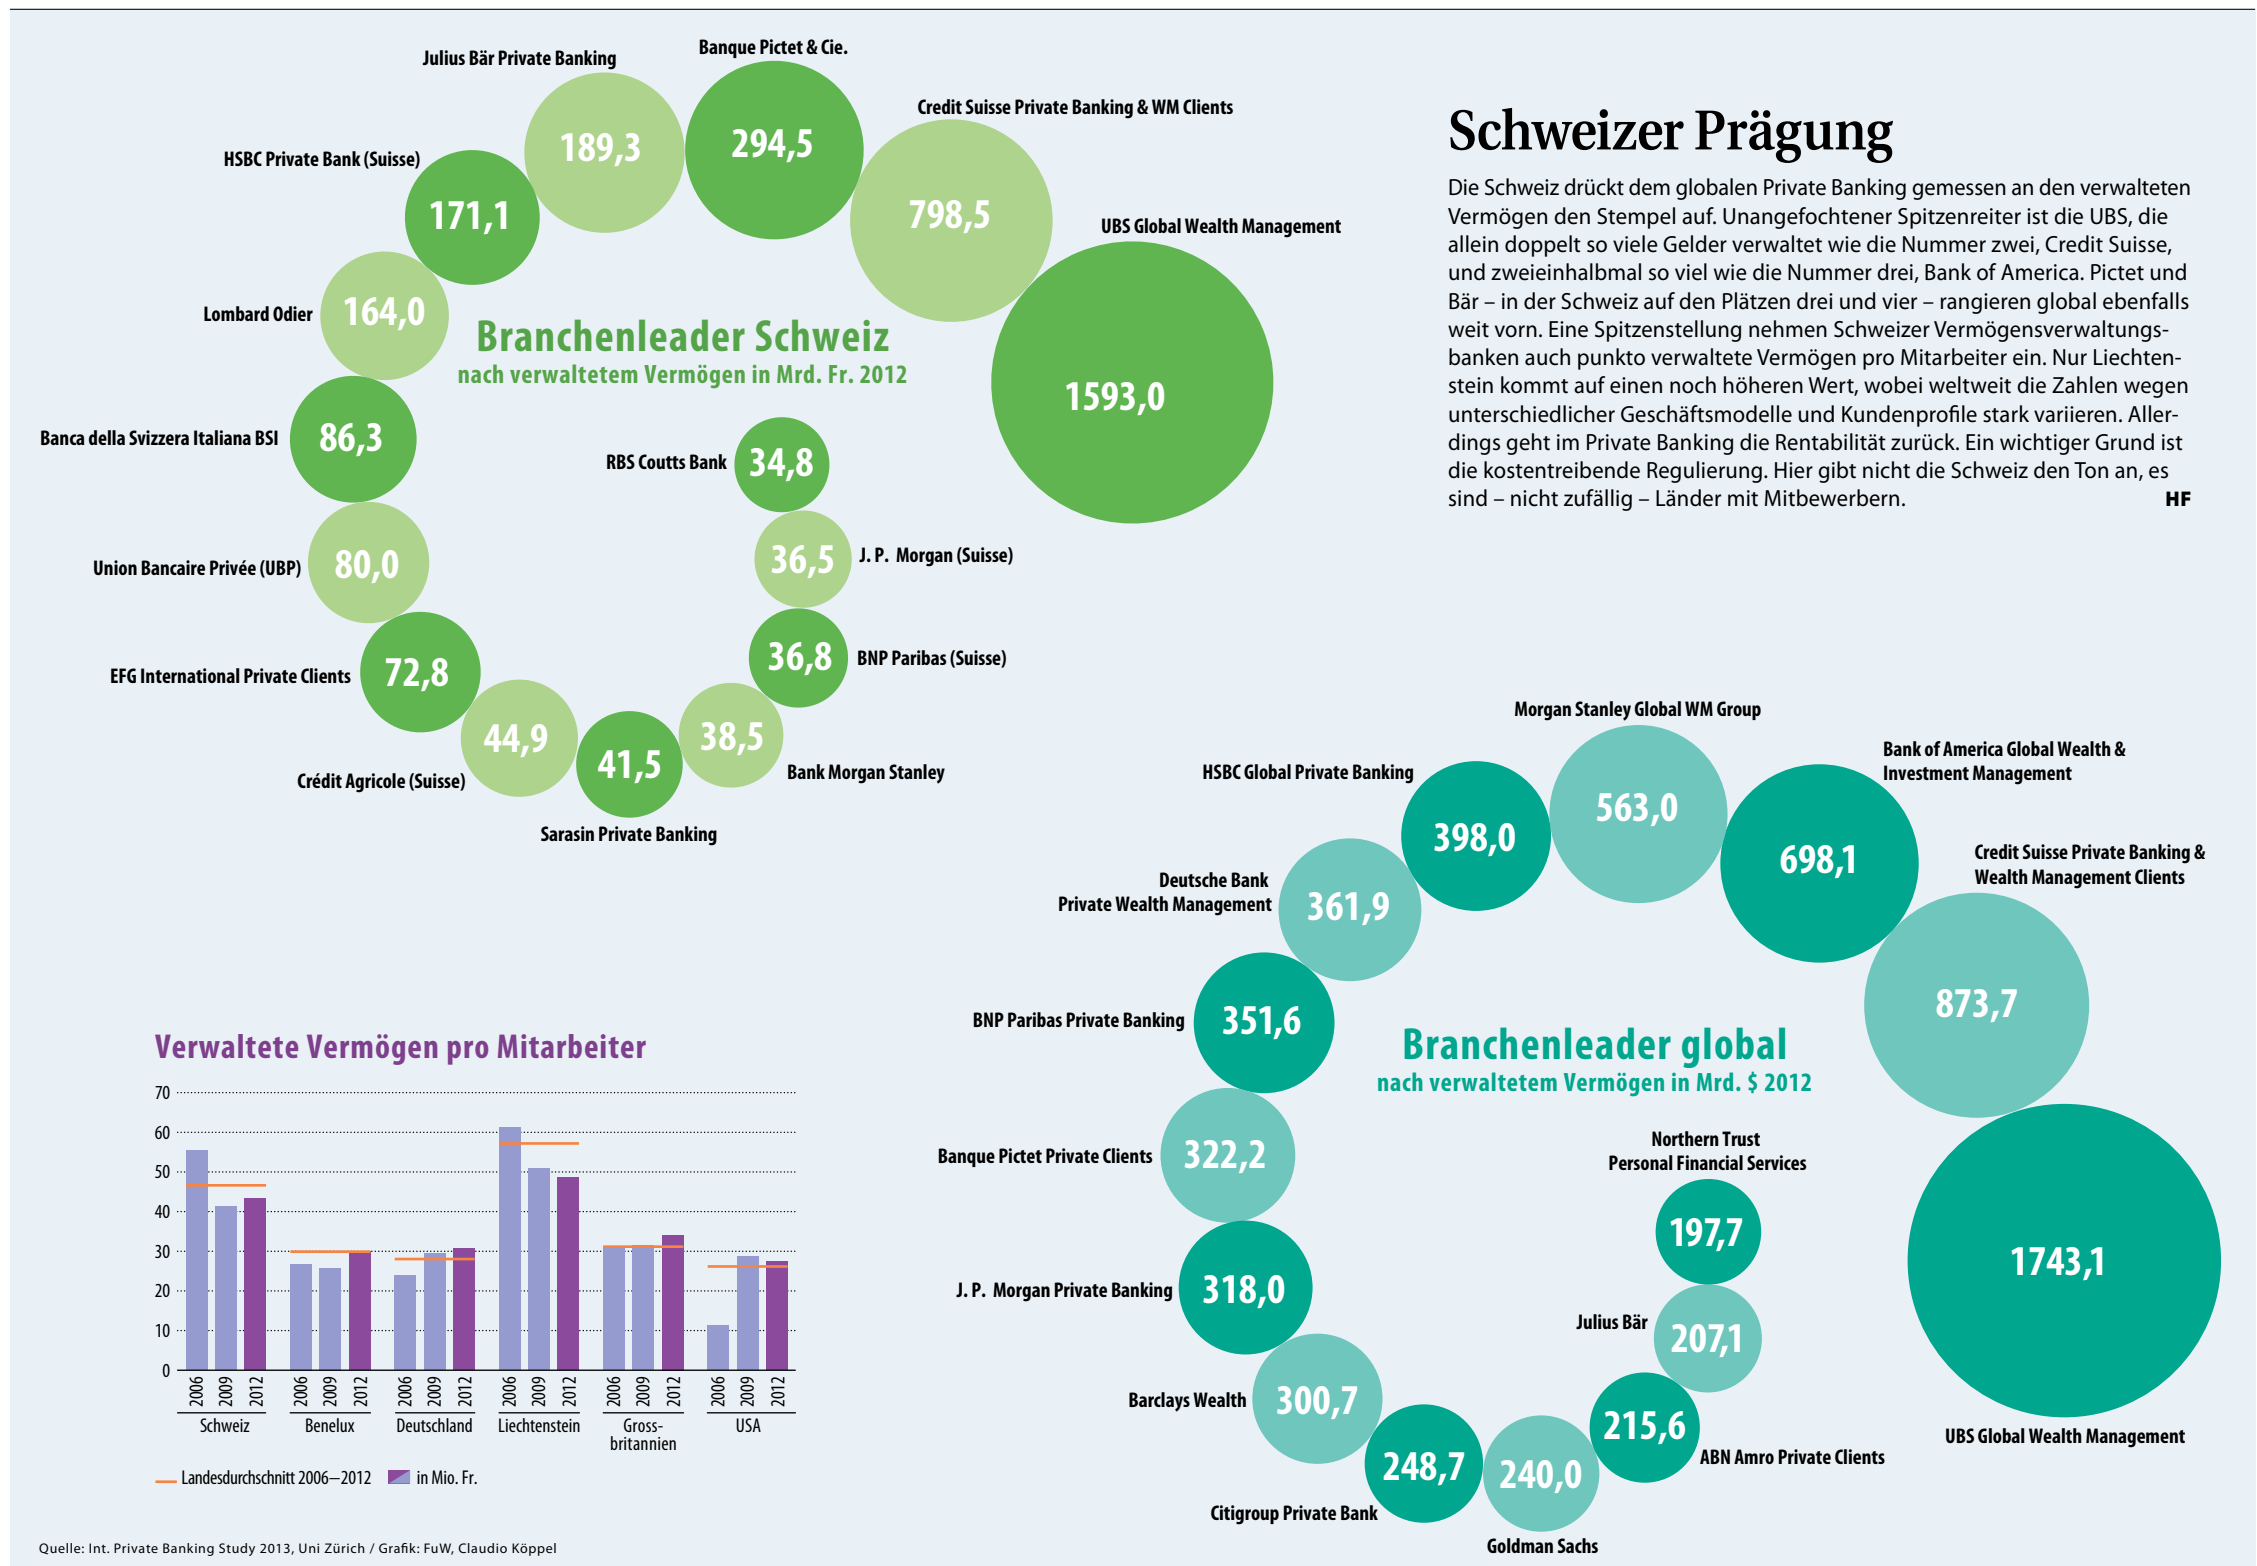 Schweizer Prägung
Die Schweiz drückt dem globalen Private Banking gemessen an den verwalteten
Vermögen den Stempel auf. Unangefochtener Spitzenreiter ist die UBS, die
allein doppelt so viele Gelder verwaltet wie die Nummer zwei, Credit Suisse,
und zweieinhalbmal so viel wie die Nummer drei, Bank of America. Pictet und
Bär – in der Schweiz auf den Plätzen drei und vier – rangieren global ebenfalls
weit vorn. Eine Spitzenstellung nehmen Schweizer Vermögensverwaltungs-
banken auch punkto verwaltete Vermögen pro Mitarbeiter ein. Nur Liechten-
stein kommt auf einen noch höheren Wert, wobei weltweit die Zahlen wegen
unterschiedlicher Geschäftsmodelle und Kundenprofile stark variieren. Aller-
dings geht im Private Banking die Rentabilität zurück. Ein wichtiger Grund ist
die kostentreibende Regulierung. Hier gibt nicht die Schweiz den Ton an, es
sind – nicht zufällig – Länder mit Mitbewerbern. HF
Branchenleader Schweiz
nach verwaltetem Vermögen in Mrd. Fr. 2012
UBS Global Wealth Management
1593,0
Credit Suisse Private Banking & WM Clients
798,5
Banque Pictet & Cie.
294,5
Julius Bär Private Banking
189,3
HSBC Private Bank (Suisse)
171,1
Lombard Odier
164,0
Banca della Svizzera Italiana BSI
86,3
Union Bancaire Privée (UBP)
80,0
EFG International Private Clients
72,8
Crédit Agricole (Suisse)
44,9
Sarasin Private Banking
41,5
Bank Morgan Stanley
38,5
BNP Paribas (Suisse)
36,8
J. P. Morgan (Suisse)
36,5
RBS Coutts Bank
34,8
Branchenleader global
nach verwaltetem Vermögen in Mrd. $ 2012
UBS Global Wealth Management
1743,1
Credit Suisse Private Banking &
Wealth Management Clients
873,7
Bank of America Global Wealth &
Investment Management
698,1
Morgan Stanley Global WM Group
563,0
HSBC Global Private Banking
398,0
Deutsche Bank
Private Wealth Management
361,9
BNP Paribas Private Banking
351,6
Banque Pictet Private Clients
322,2
J. P. Morgan Private Banking
318,0
Barclays Wealth
300,7
Citigroup Private Bank
248,7
Goldman Sachs
240,0
ABN Amro Private Clients
215,6
Julius Bär
207,1
Northern Trust
Personal Financial Services
197,7
Verwaltete Vermögen pro Mitarbeiter
70
60
50
40
30
20
10
0
2006 2009 2012 2006 2009 2012 2006 2009 2012 2006 2009 2012 2006 2009 2012 2006 2009 2012
Schweiz Benelux Deutschland Liechtenstein Gross- USA
britannien
Landesdurchschnitt 2006–2012 in Mio. Fr.
Quelle: Int. Private Banking Study 2013, Uni Zürich / Grafik: FuW, Claudio Köppel